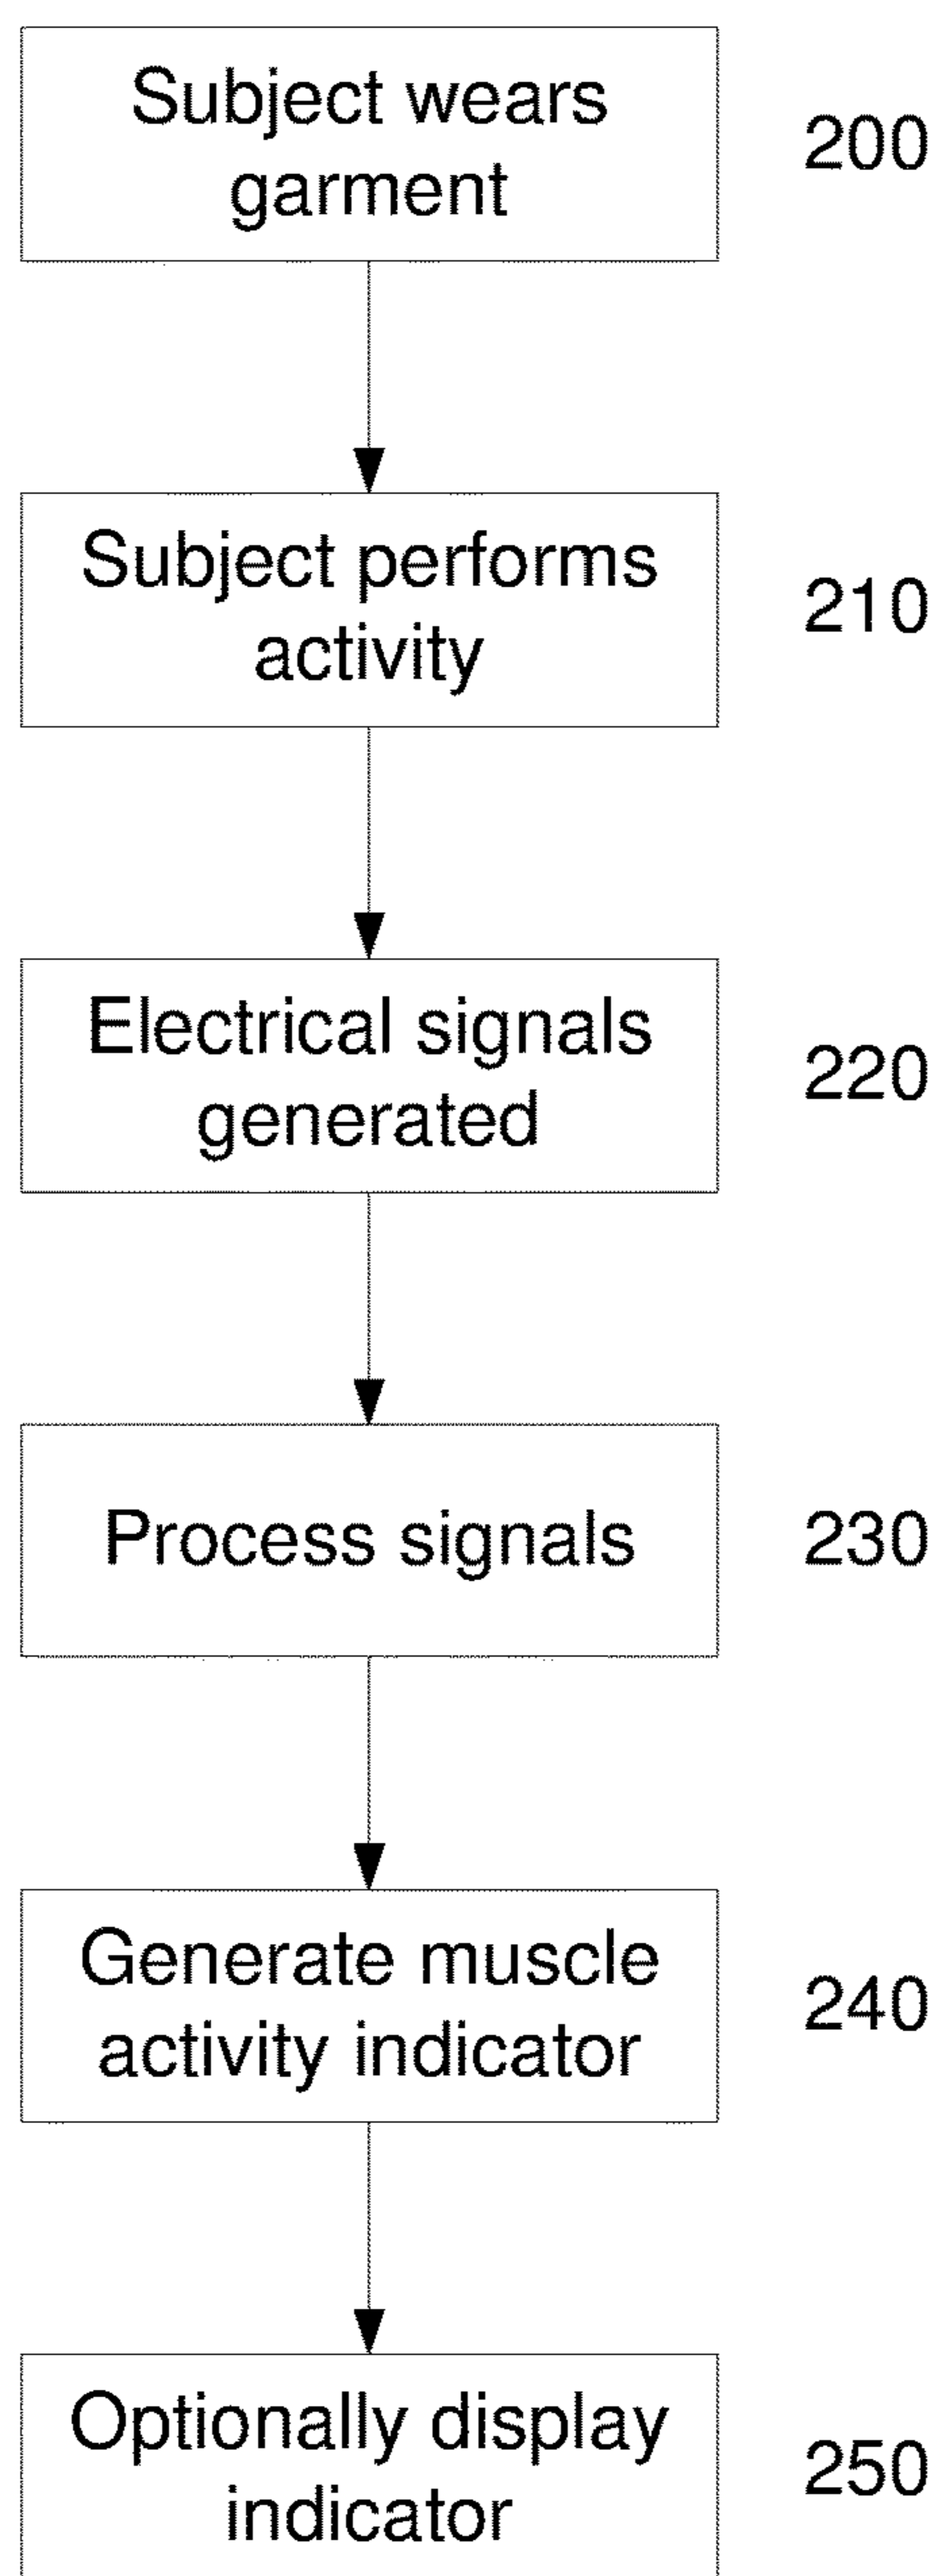 Subject wears
garment
200
Subject performs
activity
210
Electrical signals
generated
220
Process signals
230
Generate muscle
activity indicator
240
Optionally display
indicator
250